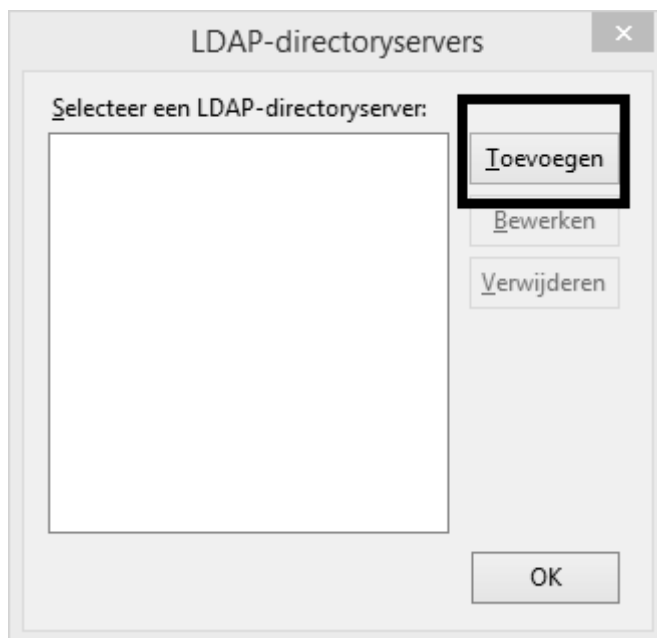 LDAP-directoryservers
Selecteer een LDAP-directoryserver:
Toevoegen
Bewerken
Verwijderen
OK